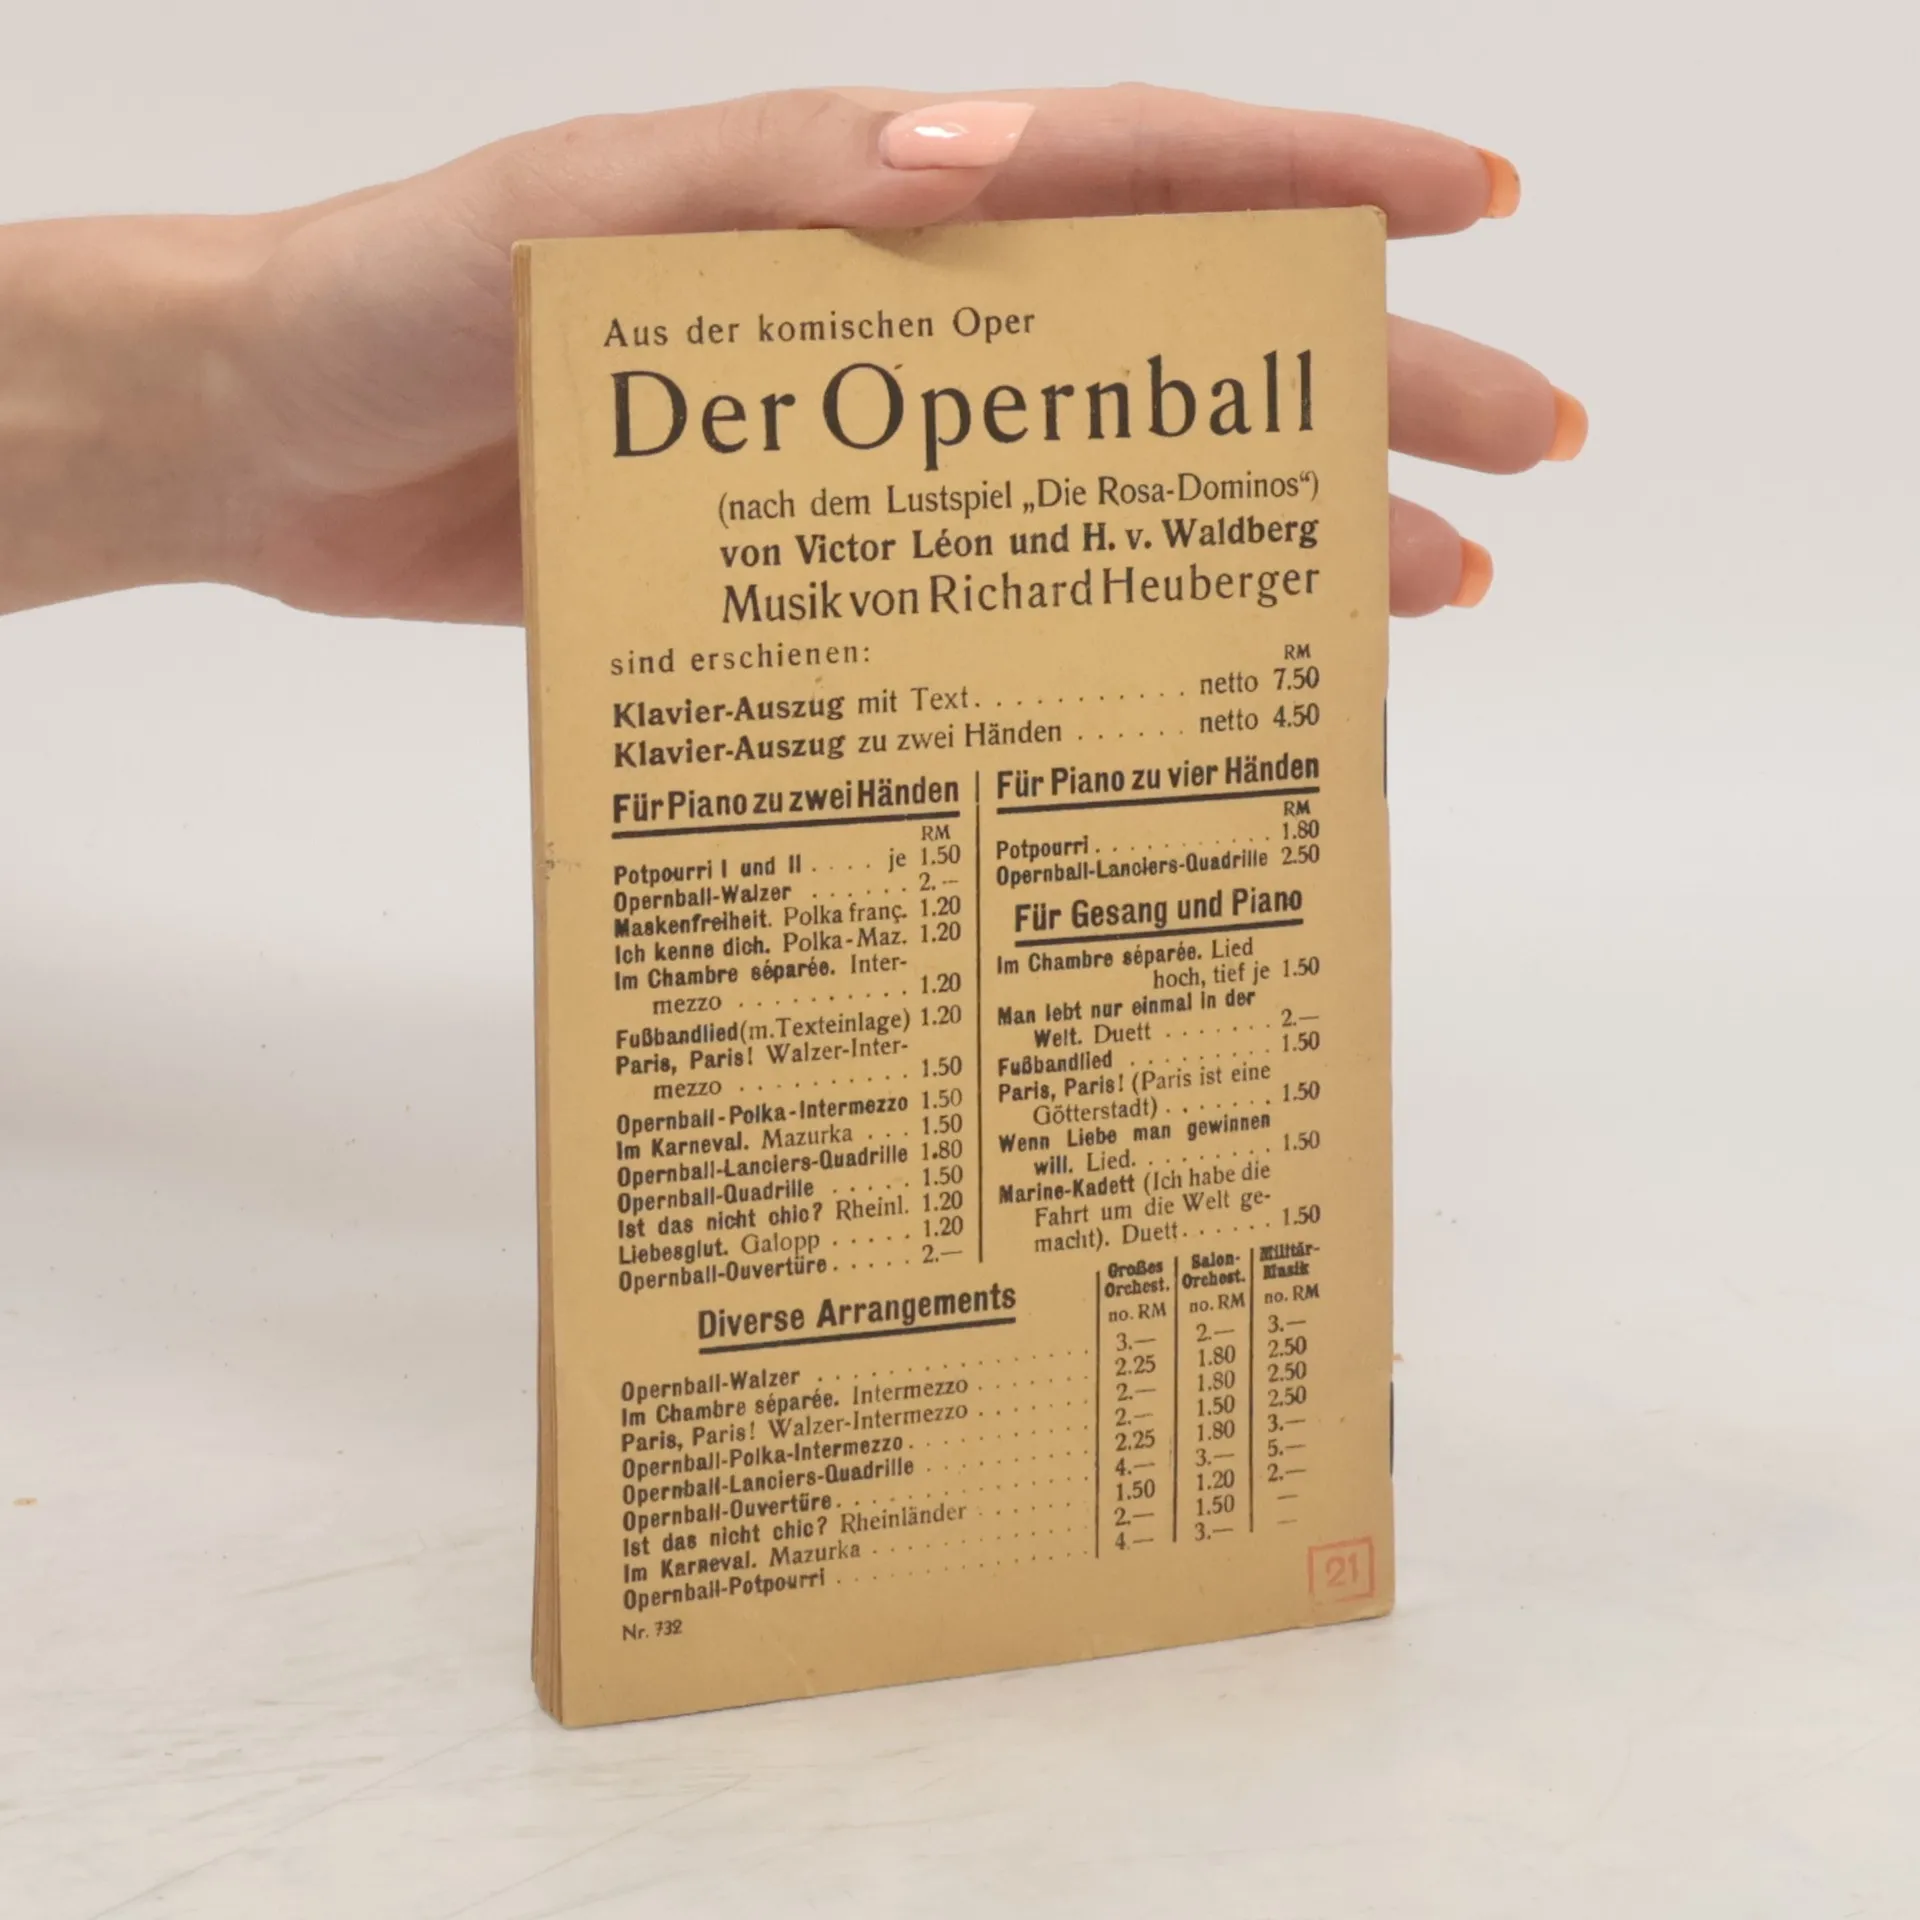 Aus der komischen Oper
Der Opernball
(nach dem Lustspiel „Die Rosa-Dominos“)
von Victor Léon und H. v. Waldberg
Musik von Richard Heuberger
sind erschienen:
RM
Klavier-Auszug mit Text. . . . . . . . . . . netto 7.50
Klavier-Auszug zu zwei Händen . . . . . . netto 4.50
Für Piano zu zwei Händen
RM
Potpourri I und II . . . . je 1.50
Opernball-Walzer . . . . . . 2.—
Maskenfreiheit. Polka franç. 1.20
Ich kenne dich. Polka-Maz. 1.20
Im Chambre séparée. Inter-
mezzo . . . . . . . . . . 1.20
Fußbandlied (m. Texteinlage) 1.20
Paris, Paris! Walzer-Inter-
mezzo . . . . . . . . . . 1.50
Opernball-Polka-Intermezzo 1.50
Im Karneval. Mazurka . . . 1.50
Opernball-Lanciers-Quadrille 1.80
Opernball-Quadrille . . . . . 1.50
Ist das nicht chic? Rheinl. 1.20
Liebesglut. Galopp . . . . . 1.20
Opernball-Ouvertüre . . . . . 2.—
Für Piano zu vier Händen
RM
Potpourri . . . . . . . . . . . 1.80
Opernball-Lanciers-Quadrille 2.50
Für Gesang und Piano
Im Chambre séparée. Lied
hoch, tief je 1.50
Man lebt nur einmal in der
Welt. Duett . . . . . . . 2.—
Fußbandlied . . . . . . . . . 1.50
Paris, Paris! (Paris ist eine
Götterstadt) . . . . . . . 1.50
Wenn Liebe man gewinnen
will. Lied. . . . . . . . . 1.50
Marine-Kadett (Ich habe die
Fahrt um die Welt ge-
macht). Duett. . . . . . 1.50
Diverse Arrangements
Großes Orchest. no. RM
Salon-Orchest. no. RM
Militär-Musik no. RM
Opernball-Walzer 3.— 2.— 3.—
Im Chambre séparée. Intermezzo 2.25 1.80 2.50
Paris, Paris! Walzer-Intermezzo 2.— 1.80 2.50
Opernball-Polka-Intermezzo 2.— 1.50 2.50
Opernball-Lanciers-Quadrille 2.25 1.80 3.—
Opernball-Ouvertüre 4.— 3.— 5.—
Ist das nicht chic? Rheinländer 1.50 1.20 2.—
Im Karneval. Mazurka 2.— 1.50 —
Opernball-Potpourri 4.— 3.— —
Nr. 732
21